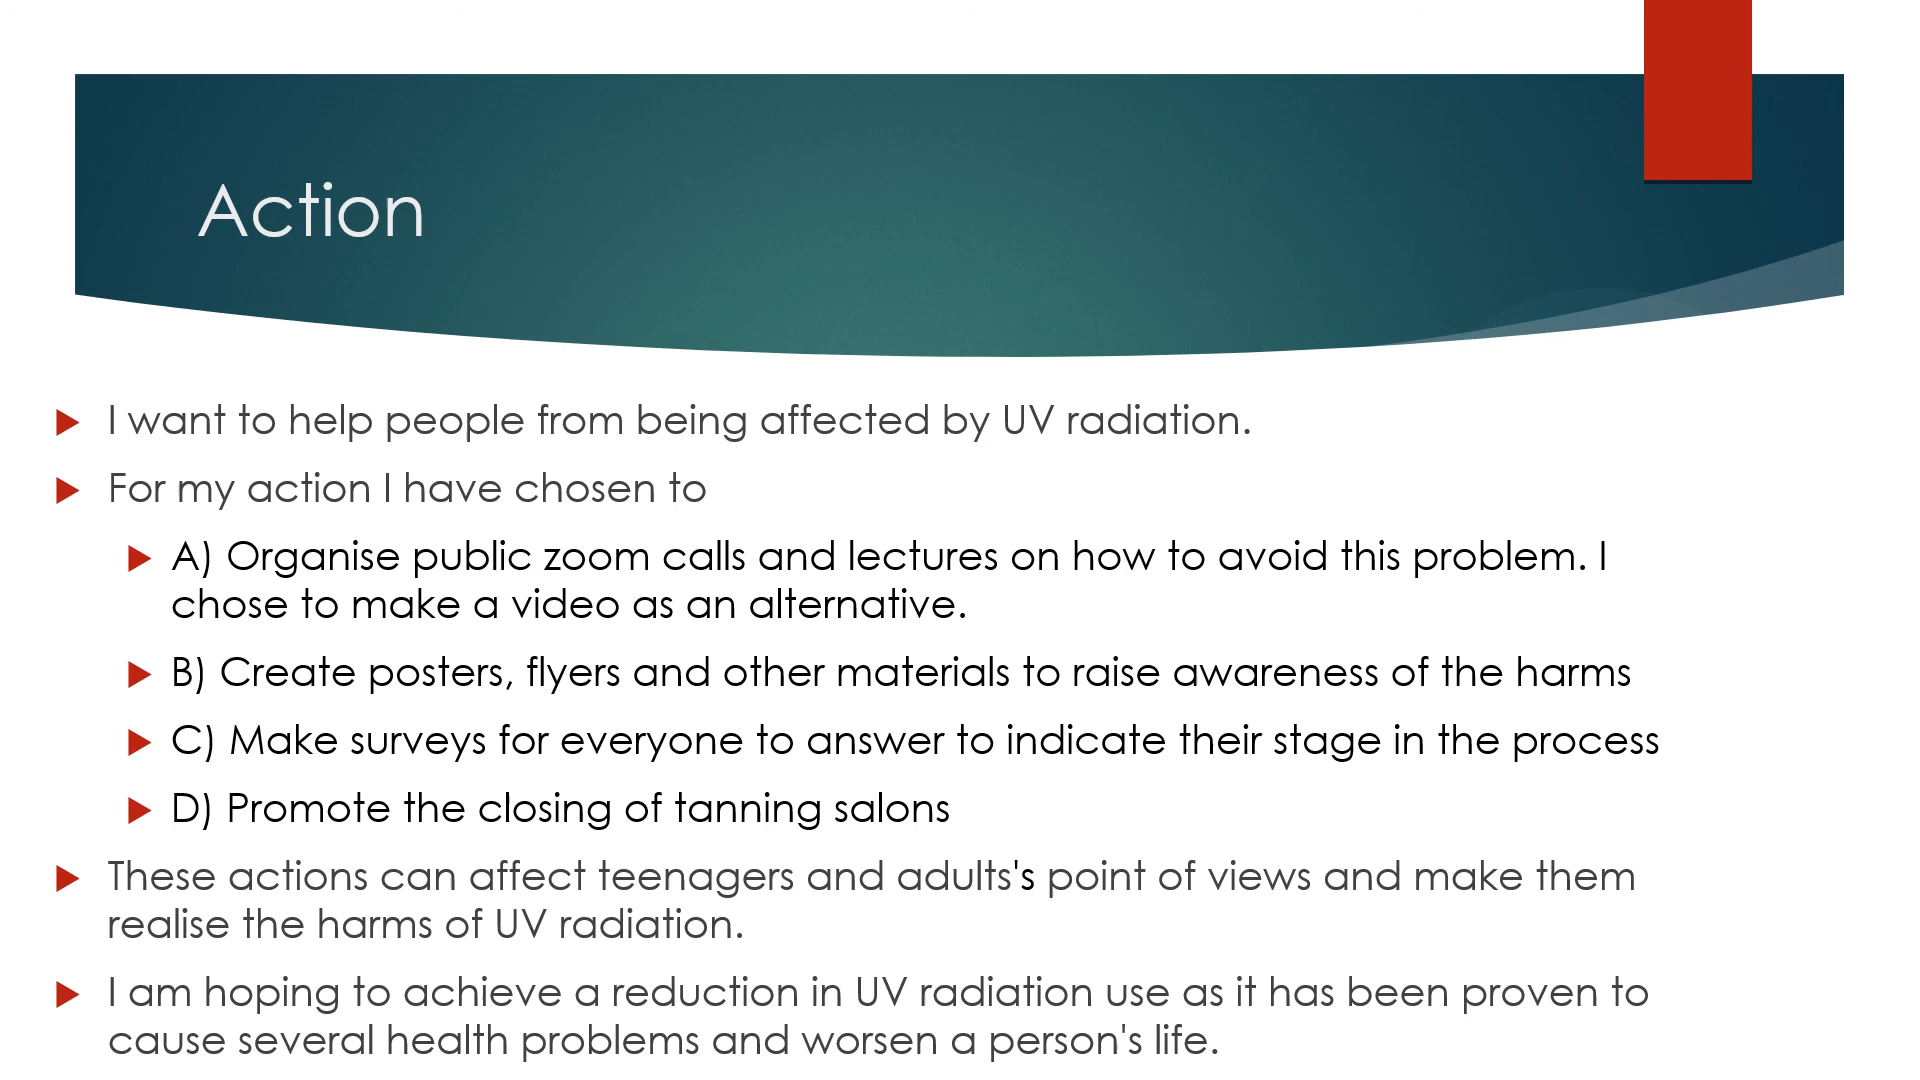 Action
I want to help people from being affected by UV radiation.
For my action I have chosen to
A) Organise public zoom calls and lectures on how to avoid this problem. I
chose to make a video as an alternative.
B) Create posters, flyers and other materials to raise awareness of the harms
C) Make surveys for everyone to answer to indicate their stage in the process
D) Promote the closing of tanning salons
These actions can affect teenagers and adults's point of views and make them
realise the harms of UV radiation.
I am hoping to achieve a reduction in UV radiation use as it has been proven to
cause several health problems and worsen a person's life.